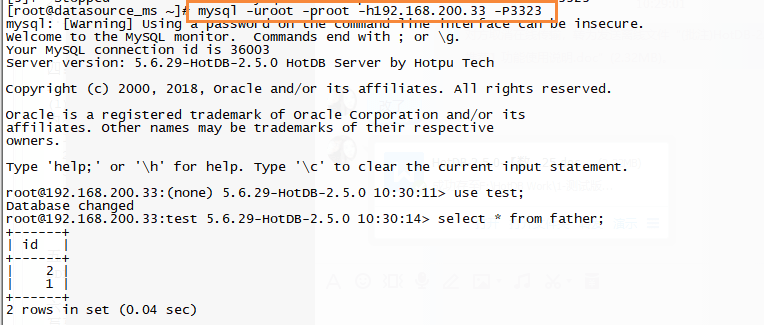 [root@datasource_ms ~]# mysql -uroot -proot -h192.168.200.33 -P3323
mysql: [Warning] Using a password on the command line interface can be insecure.
Welcome to the MySQL monitor.  Commands end with ; or \g.
Your MySQL connection id is 36003
Server version: 5.6.29-HotDB-2.5.0 HotDB Server by Hotpu Tech

Copyright (c) 2000, 2018, Oracle and/or its affiliates. All rights reserved.

Oracle is a registered trademark of Oracle Corporation and/or its
affiliates. Other names may be trademarks of their respective
owners.

Type 'help;' or '\h' for help. Type '\c' to clear the current input statement.

root@192.168.200.33:(none) 5.6.29-HotDB-2.5.0 10:30:11> use test;
Database changed
root@192.168.200.33:test 5.6.29-HotDB-2.5.0 10:30:14> select * from father;
+------+
| id   |
+------+
|    2 |
|    1 |
+------+
2 rows in set (0.04 sec)